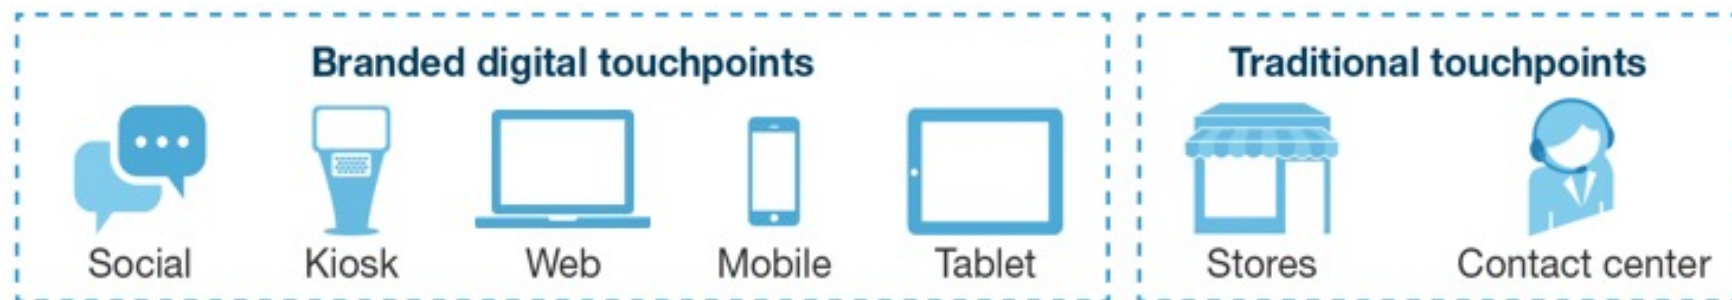 Branded digital touchpoints
Social
Kiosk
Web
Mobile
Tablet
Traditional touchpoints
Stores
Contact center